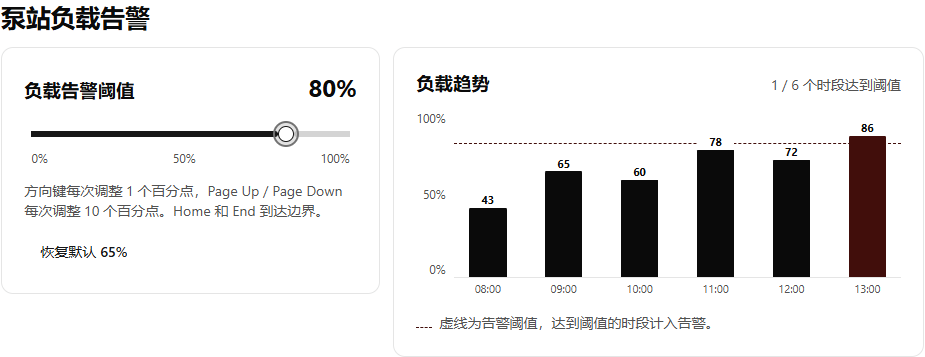 泵站负载告警
负载告警阈值 80%
0% 50% 100%
方向键每次调整 1 个百分点，Page Up / Page Down
每次调整 10 个百分点。Home 和 End 到达边界。
恢复默认 65%
负载趋势 1 / 6 个时段达到阈值
100%
50%
0%
43 65 60 78 72 86
08:00 09:00 10:00 11:00 12:00 13:00
虚线为告警阈值，达到阈值的时段计入告警。